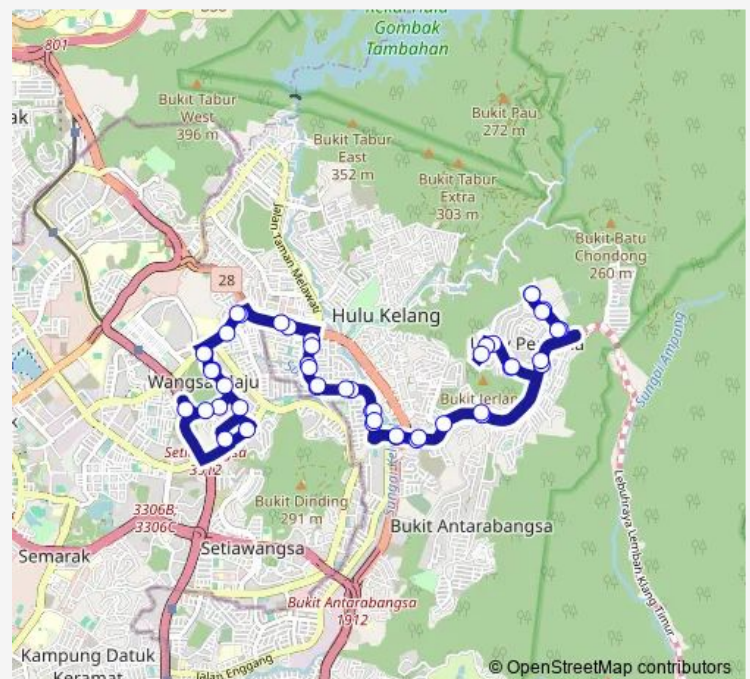 Gombak
Tambahan
801
Bukit Tabur
West
396 m
Bukit Pau
272 m
ak
Bukit Tabur
East
352 m
Bukit Tabur
Extra
303 m
Jalan Taman Melawati
Bukit Batu
Chondong
260 m
28
Hulu Kelang
Sungai Ampang
Wangsa Maju
Bukit
Bukit Dinding
291 m
3306B
3306C
Bukit Antarabangsa
Semarak
Setiawangsa
Lebuhraya Lembah Klang Timur
Bukit Antarabangsa
1912
Kampung Datuk
Keramat
Jalan Enggang
© OpenStreetMap contributors